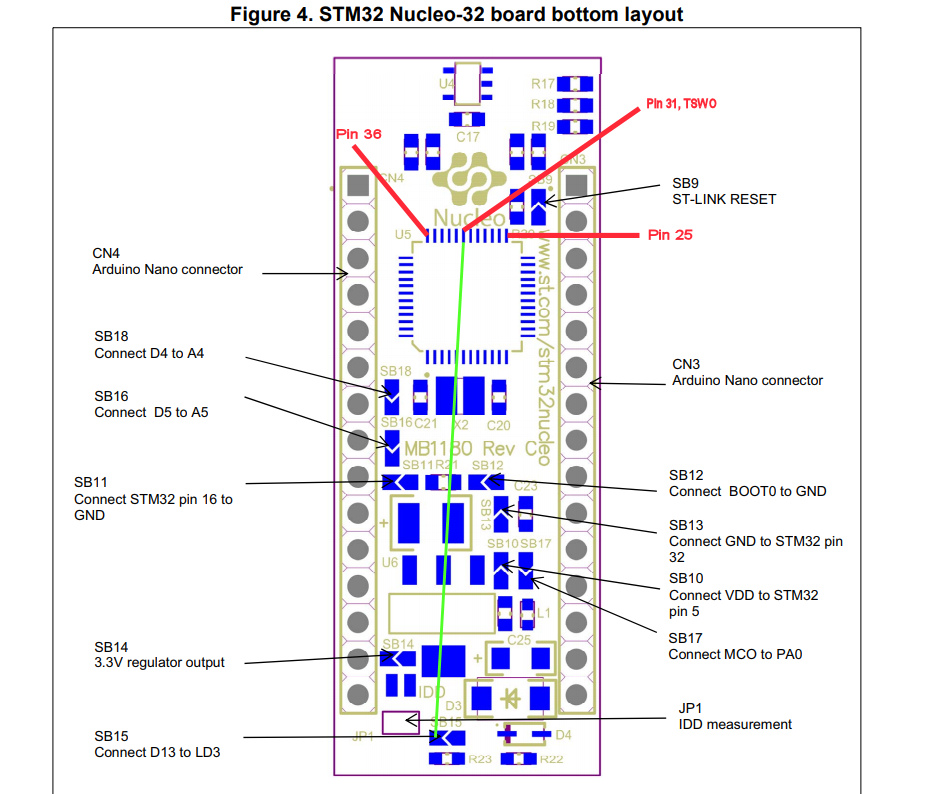 Figure 4. STM32 Nucleo-32 board bottom layout
U4
R17
R18
R19
C17
Pin 31, TSWO
Pin 36
CN4
CN3
SB9
SB9
ST-LINK RESET
Nucleo
U5
Pin 25
www.st.com/stm32nucleo
CN4
Arduino Nano connector
SB18
Connect D4 to A4
SB18
CN3
Arduino Nano connector
SB16
Connect D5 to A5
SB16 C21 X2 C20
MB1180 Rev C
SB11 R21 SB12
C23
SB11
Connect STM32 pin 16 to
GND
SB12
Connect BOOT0 to GND
SB13
+
SB13
Connect GND to STM32 pin
32
SB10 SB17
U6
SB10
Connect VDD to STM32
pin 5
L1
SB17
Connect MCO to PA0
C25
SB14
+
SB14
3.3V regulator output
IDD
D3
JP1
IDD measurement
SB15
JP1
D4
SB15
Connect D13 to LD3
R23
R22